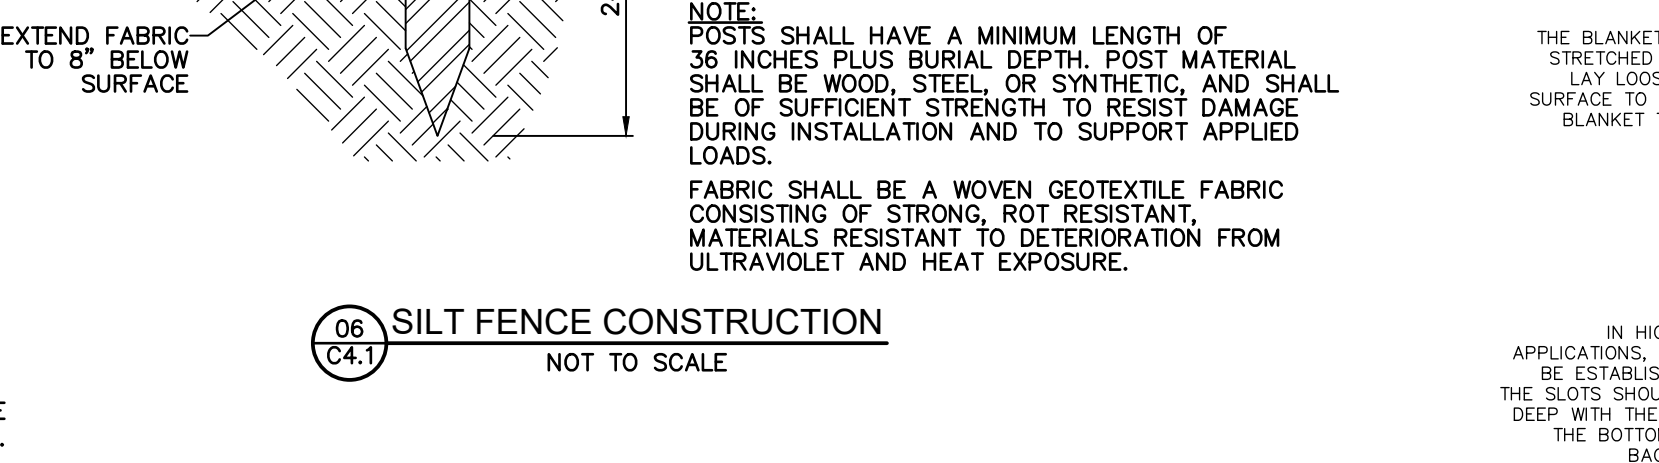 EXTEND FABRIC
TO 8" BELOW
SURFACE
NOTE:
POSTS SHALL HAVE A MINIMUM LENGTH OF
36 INCHES PLUS BURIAL DEPTH. POST MATERIAL
SHALL BE WOOD, STEEL, OR SYNTHETIC, AND SHALL
BE OF SUFFICIENT STRENGTH TO RESIST DAMAGE
DURING INSTALLATION AND TO SUPPORT APPLIED
LOADS.
FABRIC SHALL BE A WOVEN GEOTEXTILE FABRIC
CONSISTING OF STRONG, ROT RESISTANT,
MATERIALS RESISTANT TO DETERIORATION FROM
ULTRAVIOLET AND HEAT EXPOSURE.
06
C4.1
SILT FENCE CONSTRUCTION
NOT TO SCALE
THE BLANKET
STRETCHED
LAY LOOS
SURFACE TO
BLANKET
IN
APPLICATIONS,
BE ESTABLIS
THE SLOTS SHOU
DEEP WITH THE
THE BOTTO